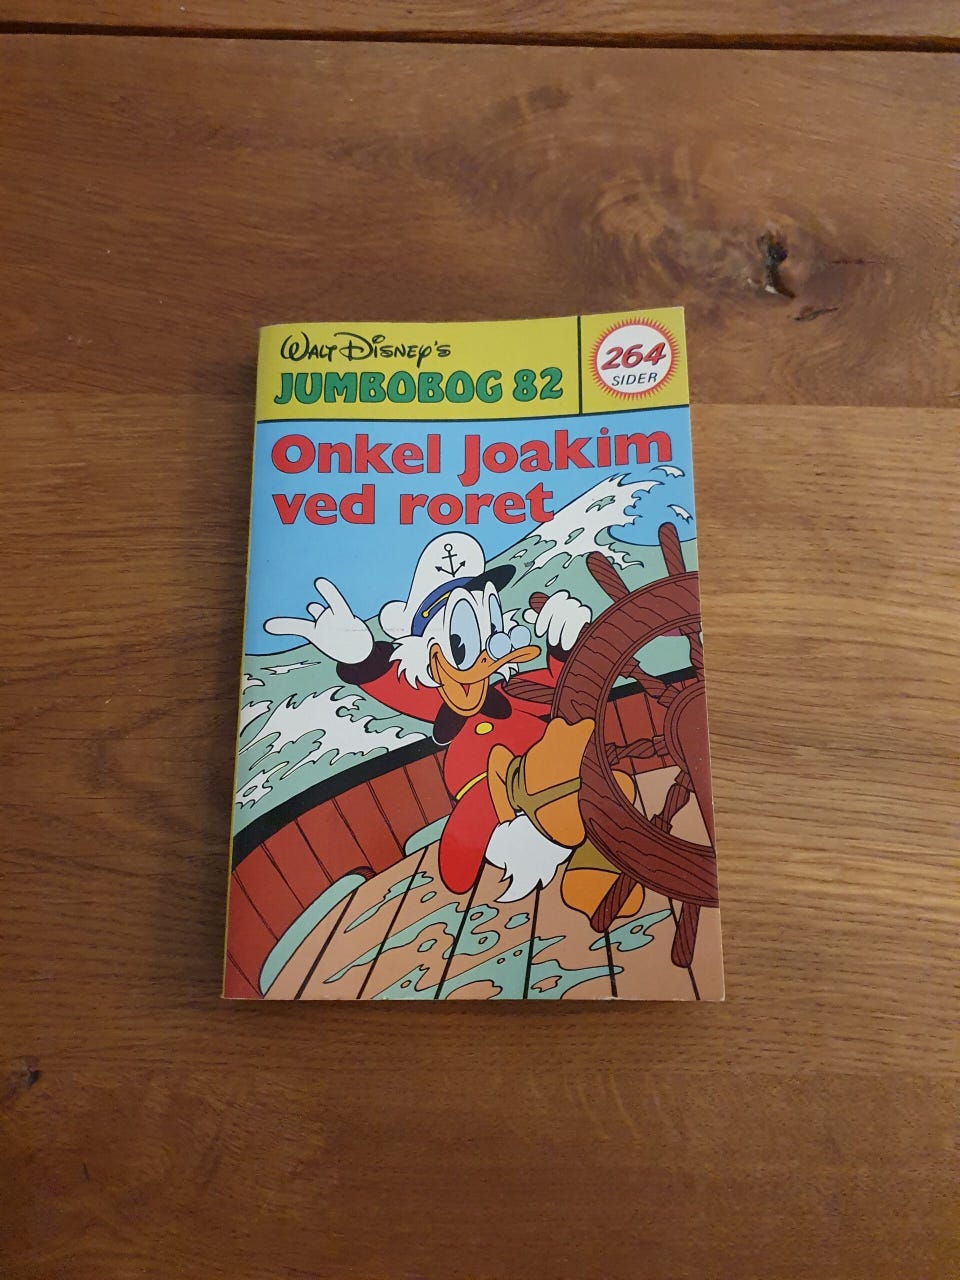 Walt Disney's
JUMBOBOG 82
264
SIDER
Onkel Joakim
ved roret